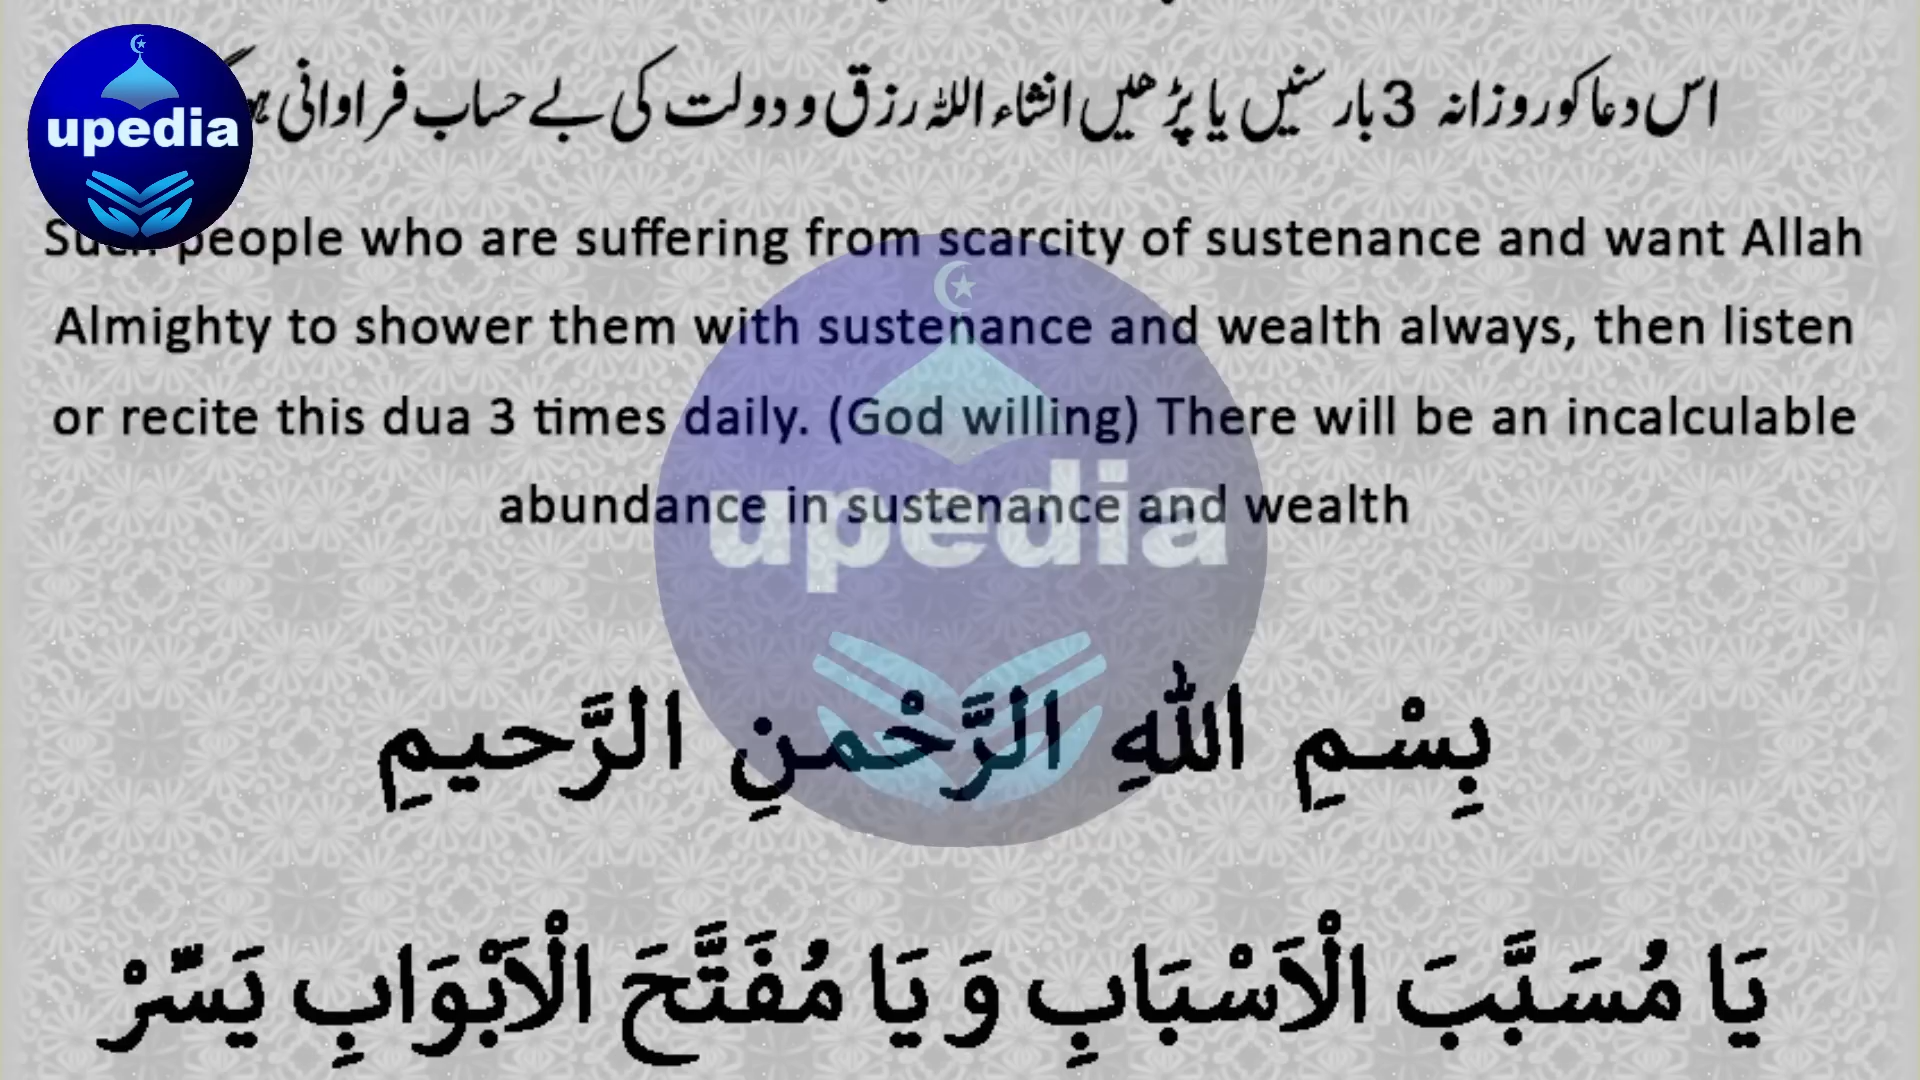 upedia
اس دعا کو روزانہ 3 بار سنیں یا پڑھیں انشاء اللہ رزق و دولت کی بے حساب فراوانی
Such people who are suffering from scarcity of sustenance and want Allah
Almighty to shower them with sustenance and wealth always, then listen
or recite this dua 3 times daily. (God willing) There will be an incalculable
abundance in sustenance and wealth
upedia
بِسْمِ اللّٰهِ الرَّحْمنِ الرَّحيمِ
يَا مُسَبَّبَ الْاَسْبَابِ وَ يَا مُفَتَّحَ الْاَبْوَابِ يَسِّرْ